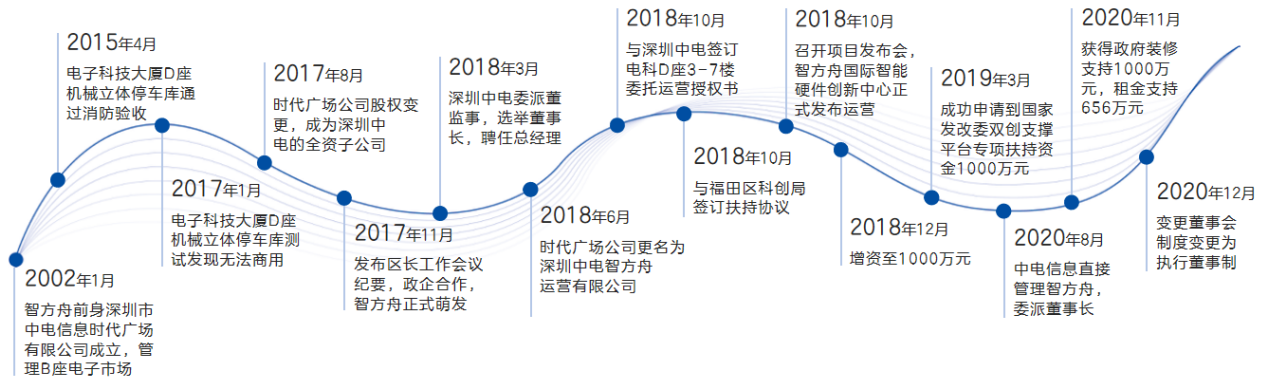 2002年1月
智方舟前身深圳市
中电信息时代广场
有限公司成立，管
理B座电子市场
2015年4月
电子科技大厦D座
机械立体停车库通
过消防验收
2017年1月
电子科技大厦D座
机械立体停车库测
试发现无法商用
2017年8月
时代广场公司股权变
更，成为深圳中
电的全资子公司
2017年11月
发布区长工作会议
纪要，政企合作，
智方舟正式萌发
2018年3月
深圳中电委派董
监事，选举董事
长，聘任总经理
2018年6月
时代广场公司更名为
深圳中电智方舟
运营有限公司
2018年10月
与深圳中电签订
电科D座3-7楼
委托运营授权书
2018年10月
与福田区科创局
签订扶持协议
2018年10月
召开项目发布会，
智方舟国际智能
硬件创新中心正
式发布运营
2018年12月
增资至1000万元
2019年3月
成功申请到国家
发改委双创支撑
平台专项扶持资
金1000万元
2020年8月
中电信息直接
管理智方舟，
委派董事长
2020年11月
获得政府装修
支持1000万
元，租金支持
656万元
2020年12月
变更董事会
制度变更为
执行董事制